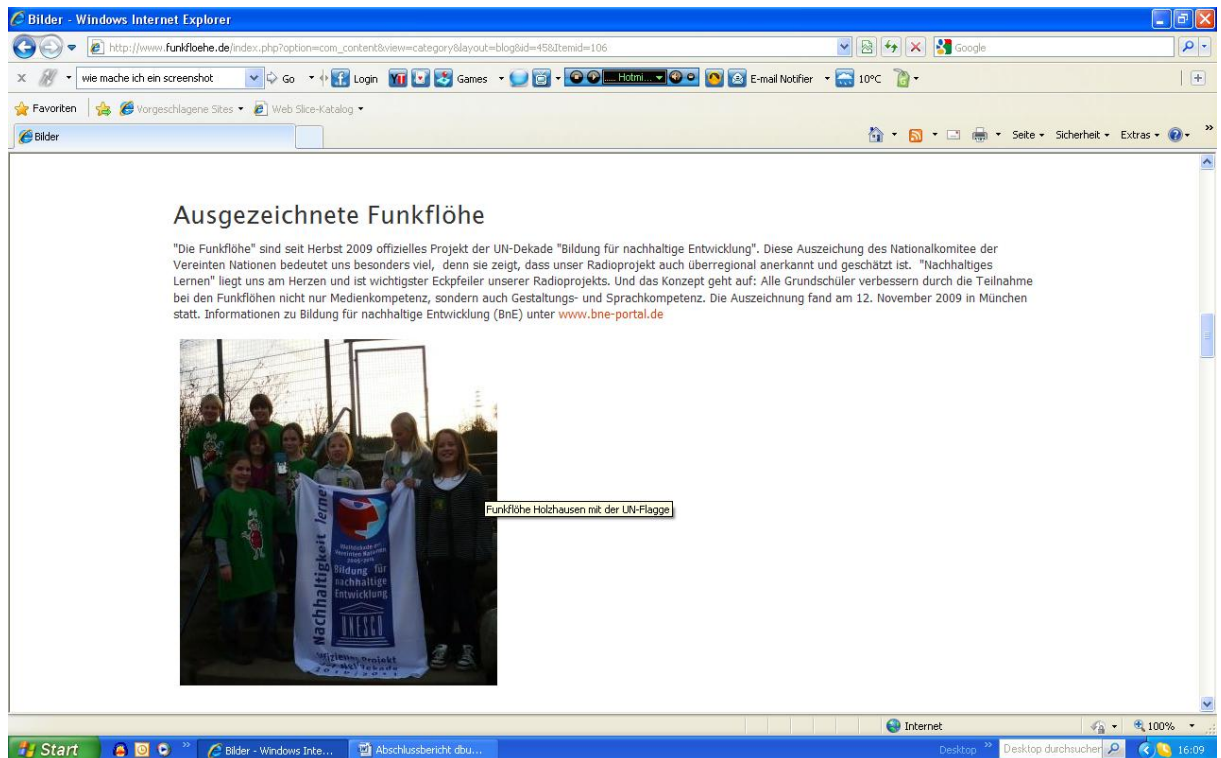 Bilder - Windows Internet Explorer
http://www.funkfloehe.de/index.php?option=com_content&view=category&layout=blog&id=45&Itemid=106
Google
x wie mache ich ein screenshot Go Login Games .... Hotmi... E-mail Notifier 10°C
Favoriten Vorgeschlagene Sites Web Slice-Katalog
Bilder Seite Sicherheit Extras
Ausgezeichnete Funkflöhe
"Die Funkflöhe" sind seit Herbst 2009 offizielles Projekt der UN-Dekade "Bildung für nachhaltige Entwicklung". Diese Auszeichung des Nationalkomitee der
Vereinten Nationen bedeutet uns besonders viel, denn sie zeigt, dass unser Radioprojekt auch überregional anerkannt und geschätzt ist. "Nachhaltiges
Lernen" liegt uns am Herzen und ist wichtigster Eckpfeiler unserer Radioprojekts. Und das Konzept geht auf: Alle Grundschüler verbessern durch die Teilnahme
bei den Funkflöhen nicht nur Medienkompetenz, sondern auch Gestaltungs- und Sprachkompetenz. Die Auszeichnung fand am 12. November 2009 in München
statt. Informationen zu Bildung für nachhaltige Entwicklung (BnE) unter www.bne-portal.de
Nachhaltigkeit lernen
Weltdekade der
Vereinten Nationen
Bildung für
nachhaltige
Entwicklung
UNESCO
Offizielles Projekt
Funkflöhe Holzhausen mit der UN-Flagge
Internet 100%
Start Bilder - Windows Inte... Abschlussbericht dbu... Desktop Desktop durchsuchen 16:09